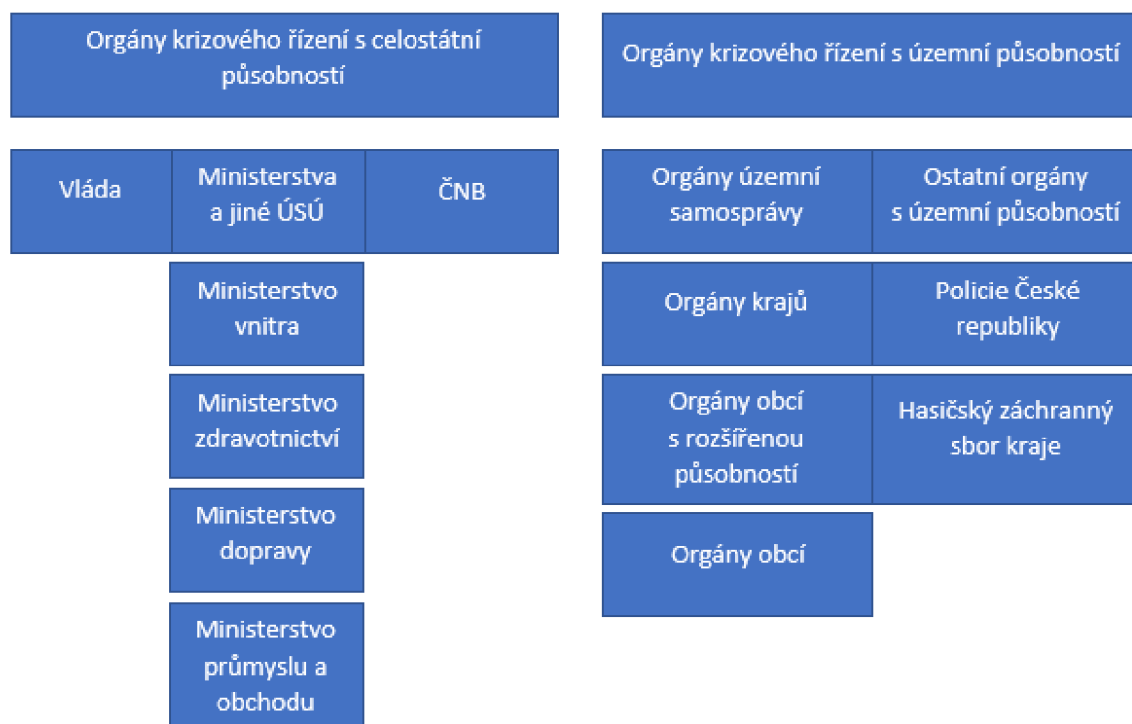 Orgány krizového řízení s celostátní
působností
Vláda
Ministerstva
a jiné ÚSÚ
ČNB
Ministerstvo
vnitra
Ministerstvo
zdravotnictví
Ministerstvo
dopravy
Ministerstvo
průmyslu a
obchodu
Orgány krizového řízení s územní působností
Orgány územní
samosprávy
Ostatní orgány
s územní působností
Orgány krajů
Policie České
republiky
Orgány obcí
s rozšířenou
působností
Hasičský záchranný
sbor kraje
Orgány obcí